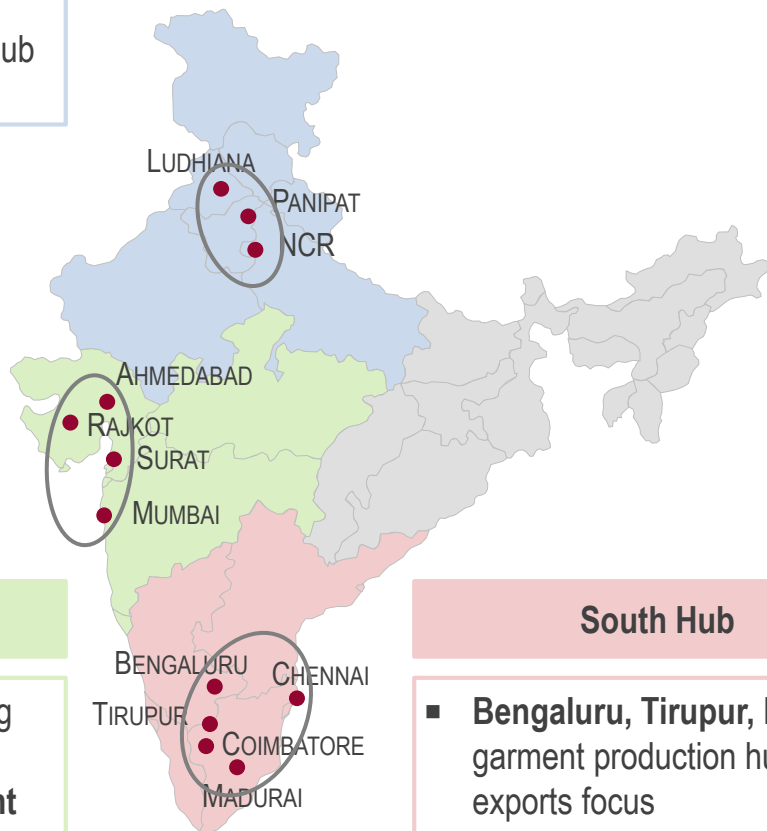 ub
LUDHIANA
PANIPAT
NCR
AHMEDABAD
RAJKOT
SURAT
MUMBAI
South Hub
BENGALURU
CHENNAI
TIRUPUR
COIMBATORE
MADURAI
g
nt
▪ Bengaluru, Tirupur,
garment production hu
exports focus